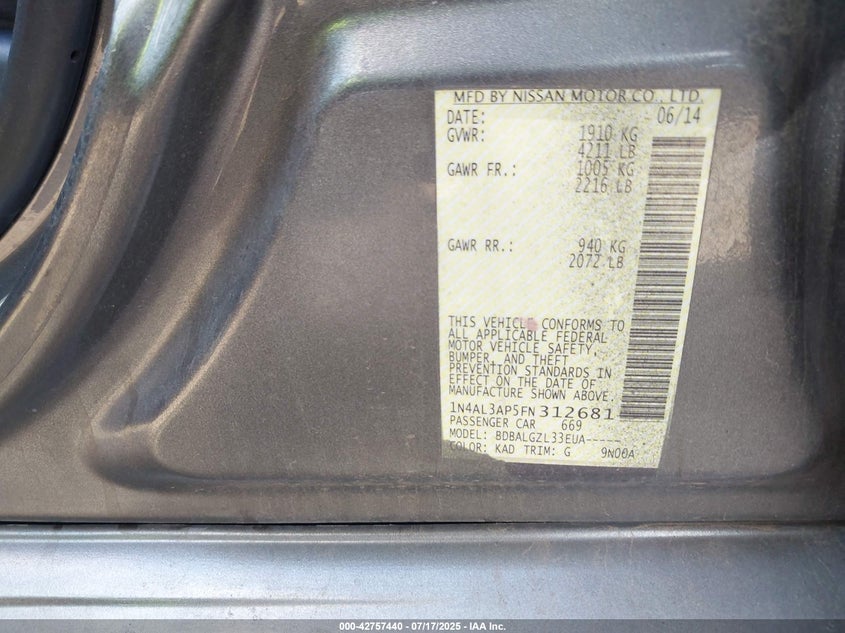 MFD BY NISSAN MOTOR CO., LTD.
DATE: 06/14
GVWR: 1910 KG
4211 LB
GAWR FR.: 1005 KG
2216 LB
GAWR RR.: 940 KG
2072 LB
THIS VEHICLE CONFORMS TO
ALL APPLICABLE FEDERAL
MOTOR VEHICLE SAFETY,
BUMPER, AND THEFT
PREVENTION STANDARDS IN
EFFECT ON THE DATE OF
MANUFACTURE SHOWN ABOVE.
1N4AL3AP5FN312681
PASSENGER CAR 669
MODEL: BDBALGZL33EUA-----
COLOR: KAD TRIM: G 9N00A
000-42757440 - 07/17/2025 - IAA Inc.